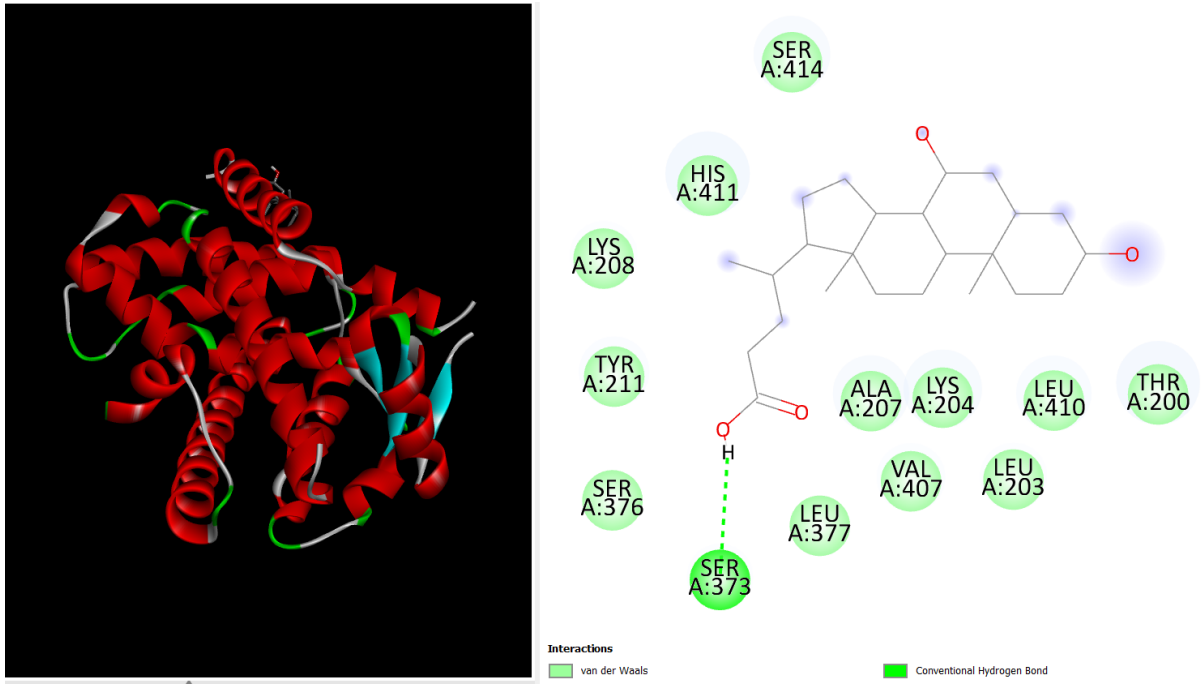 SER
A:414
O
HIS
A:411
LYS
A:208
O
TYR
A:211
ALA
A:207
LYS
A:204
LEU
A:410
THR
A:200
O
O
H
SER
A:376
VAL
A:407
LEU
A:203
LEU
A:377
SER
A:373
Interactions
van der Waals
Conventional Hydrogen Bond